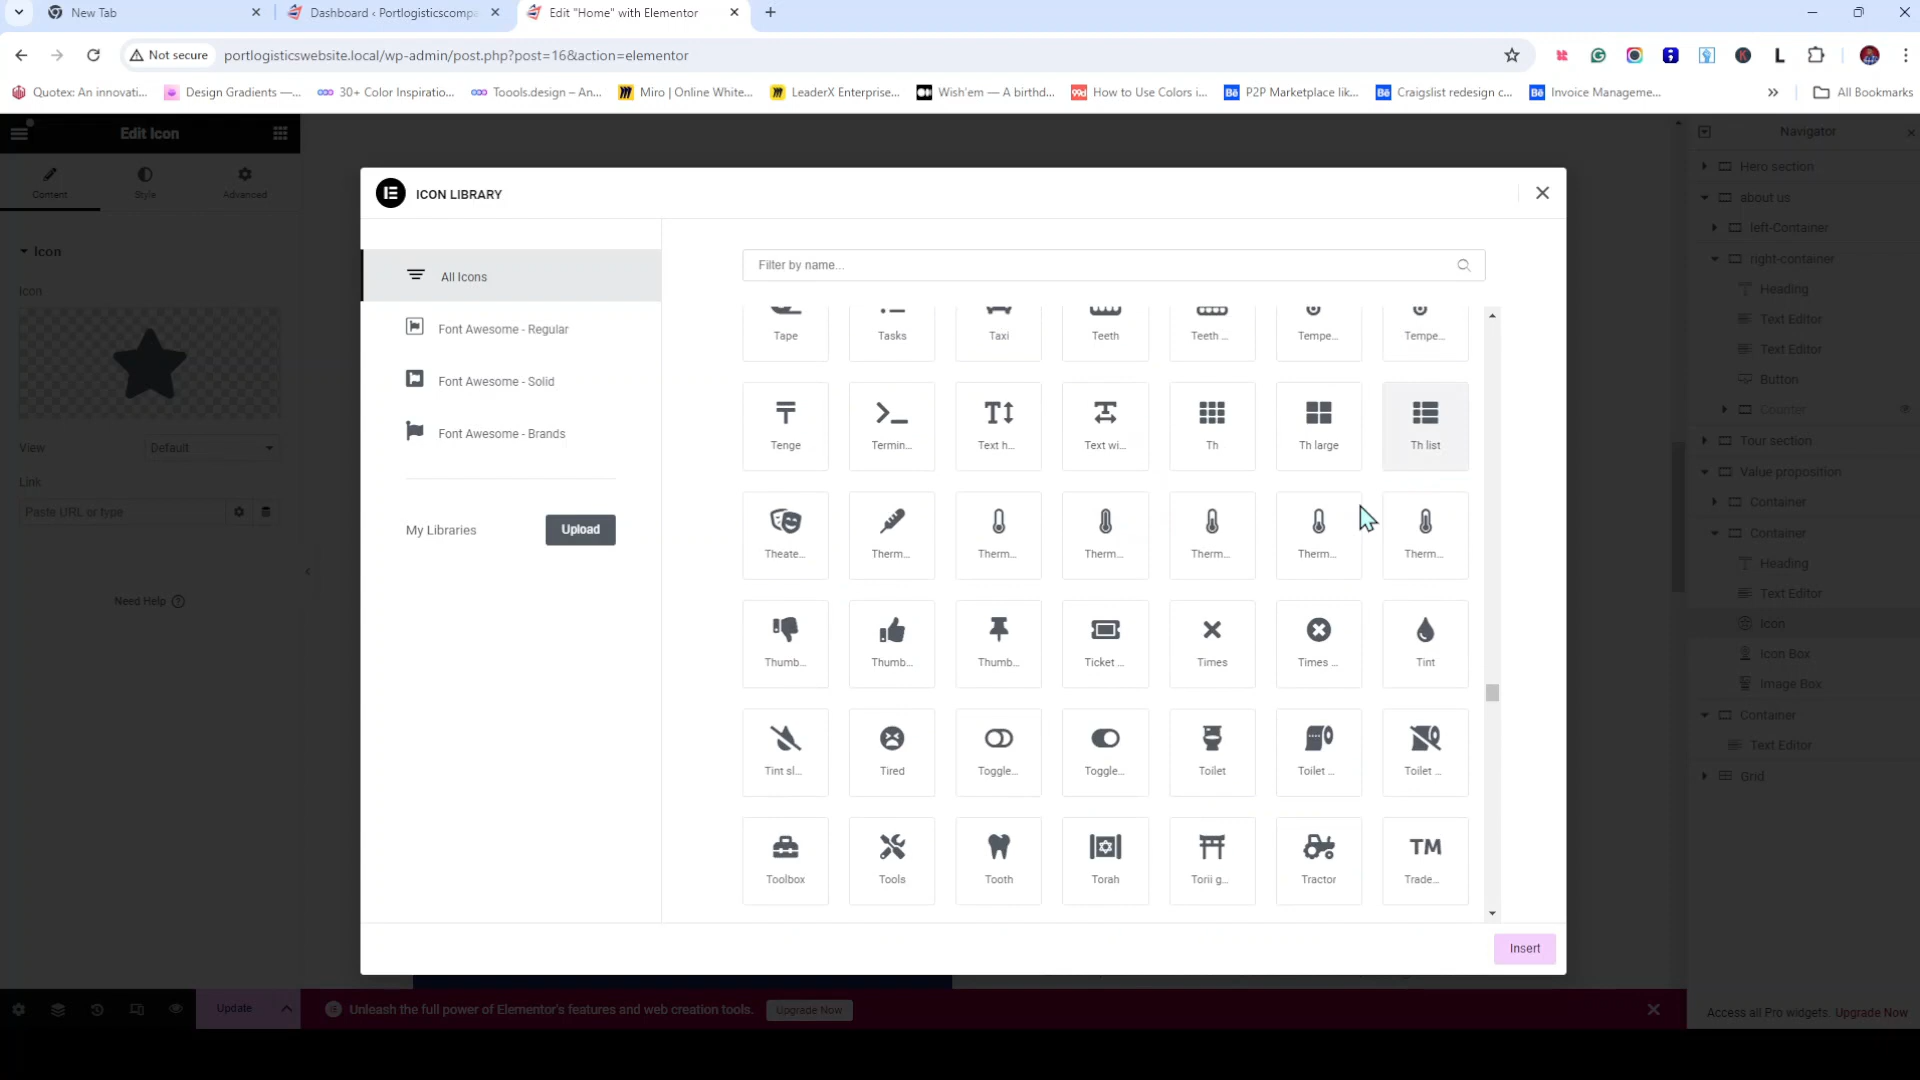 New Tab
Dashboard ‹ Portlogisticscompa
Edit "Home" with Elementor
Not secure
portlogisticswebsite.local/wp-admin/post.php?post=16&action=elementor
Quotex: An innovati...
Design Gradients —...
30+ Color Inspiratio...
Toools.design – An...
Miro | Online White...
LeaderX Enterprise...
Wish'em — A birthd...
How to Use Colors i...
P2P Marketplace lik...
Craigslist redesign c...
Invoice Manageme...
All Bookmarks
Edit Icon
Navigator
Content
Style
Advanced
Icon
Icon
View
Default
Link
Paste URL or type
Need Help
ICON LIBRARY
All Icons
Font Awesome - Regular
Font Awesome - Solid
Font Awesome - Brands
My Libraries
Upload
Filter by name...
Tape
Tasks
Taxi
Teeth
Teeth ...
Tempe...
Tempe...
Tenge
Termin...
Text h...
Text wi...
Th
Th large
Th list
Theate...
Therm...
Therm...
Therm...
Therm...
Therm...
Therm...
Thumb...
Thumb...
Thumb...
Ticket ...
Times
Times ...
Tint
Tint sl...
Tired
Toggle...
Toggle...
Toilet
Toilet ...
Toilet ...
Toolbox
Tools
Tooth
Torah
Torii g...
Tractor
TM
Trade...
Insert
Hero section
about us
left-Container
right-container
Heading
Text Editor
Text Editor
Button
Counter
Tour section
Value proposition
Container
Container
Heading
Text Editor
Icon
Icon Box
Image Box
Container
Text Editor
Grid
Update
Unleash the full power of Elementor's features and web creation tools.
Upgrade Now
Access all Pro widgets. Upgrade Now